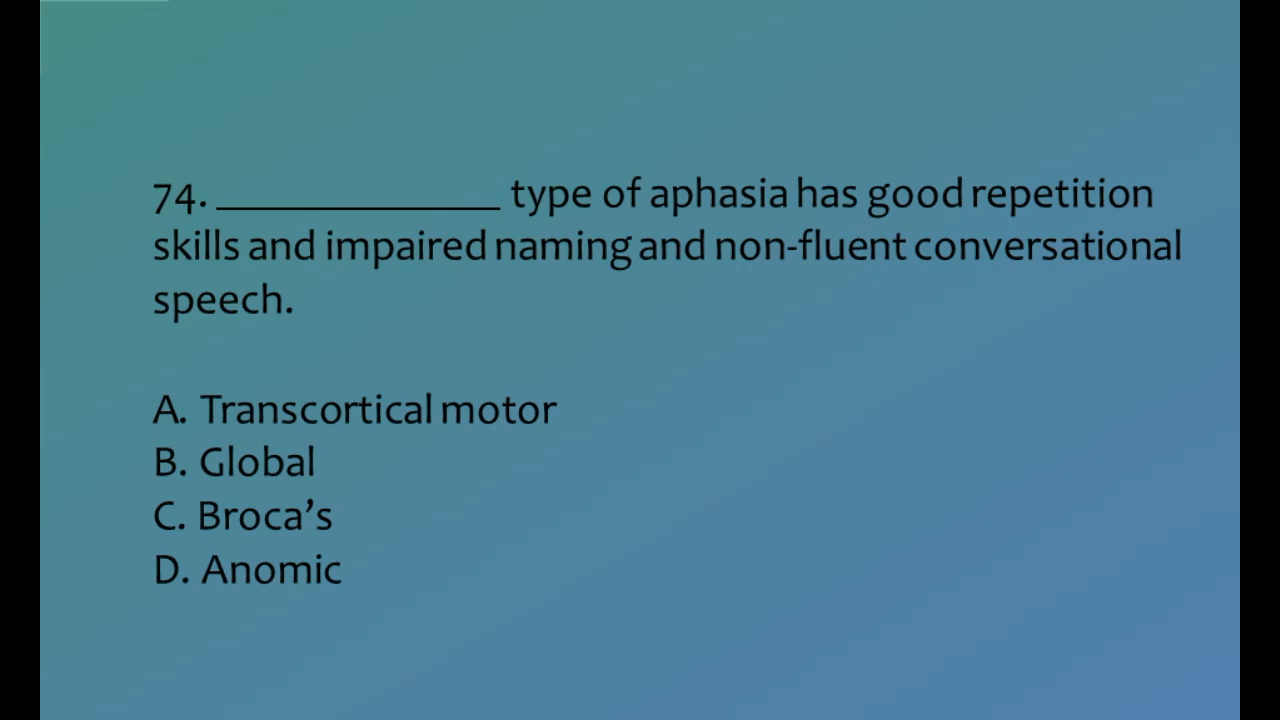 74. ______________ type of aphasia has good repetition
skills and impaired naming and non-fluent conversational
speech.
A. Transcortical motor
B. Global
C. Broca’s
D. Anomic